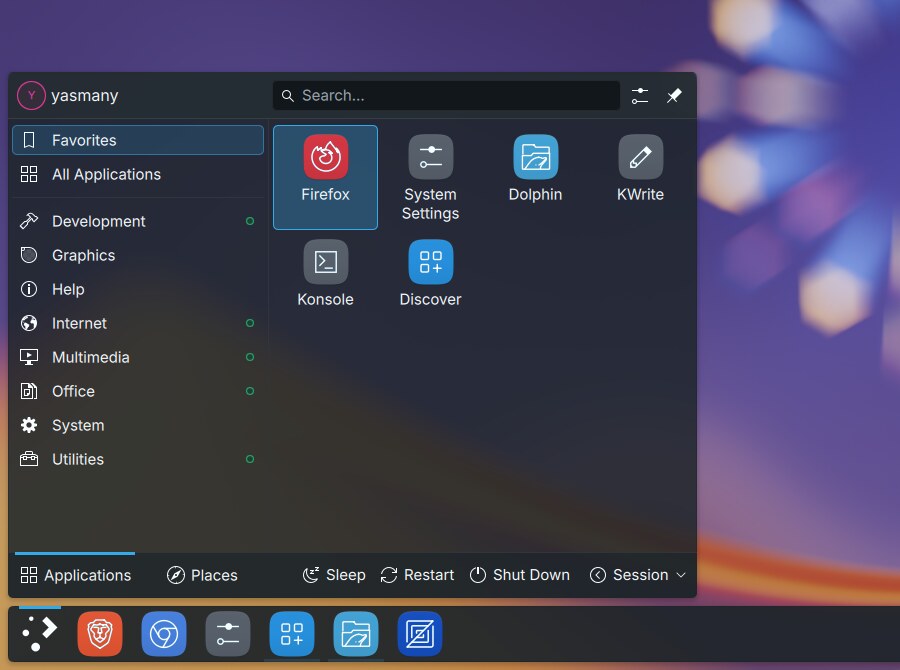 Y
yasmany
Search...
Favorites
All Applications
Development
Graphics
Help
Internet
Multimedia
Office
System
Utilities
Firefox
System
Settings
Dolphin
KWrite
Konsole
Discover
Applications
Places
Sleep
Restart
Shut Down
Session